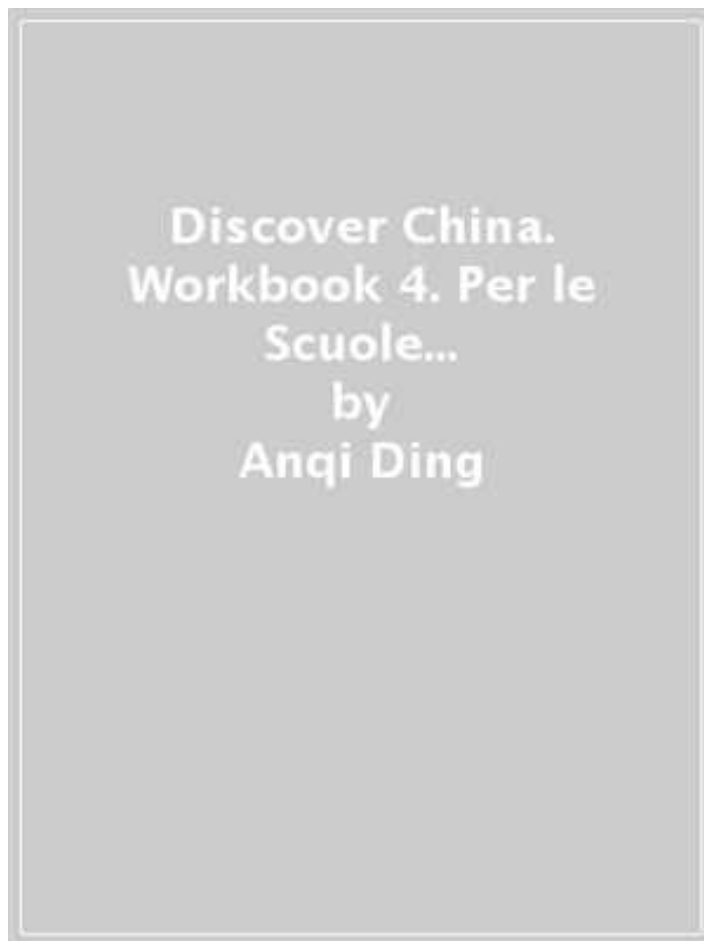 Discover China.
Workbook 4. Per le
Scuole...
by
Anqi Ding